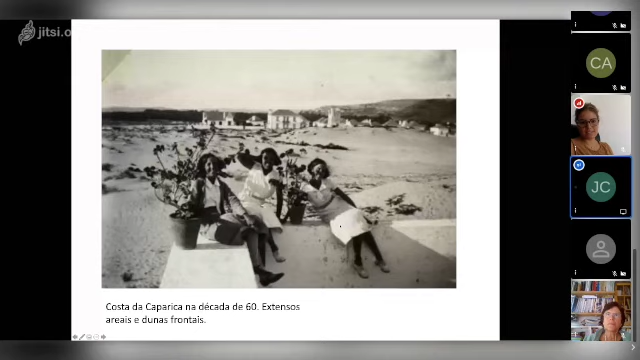 jitsi.o
CA
JC
Costa da Caparica na década de 60. Extensos
areais e dunas frontais.